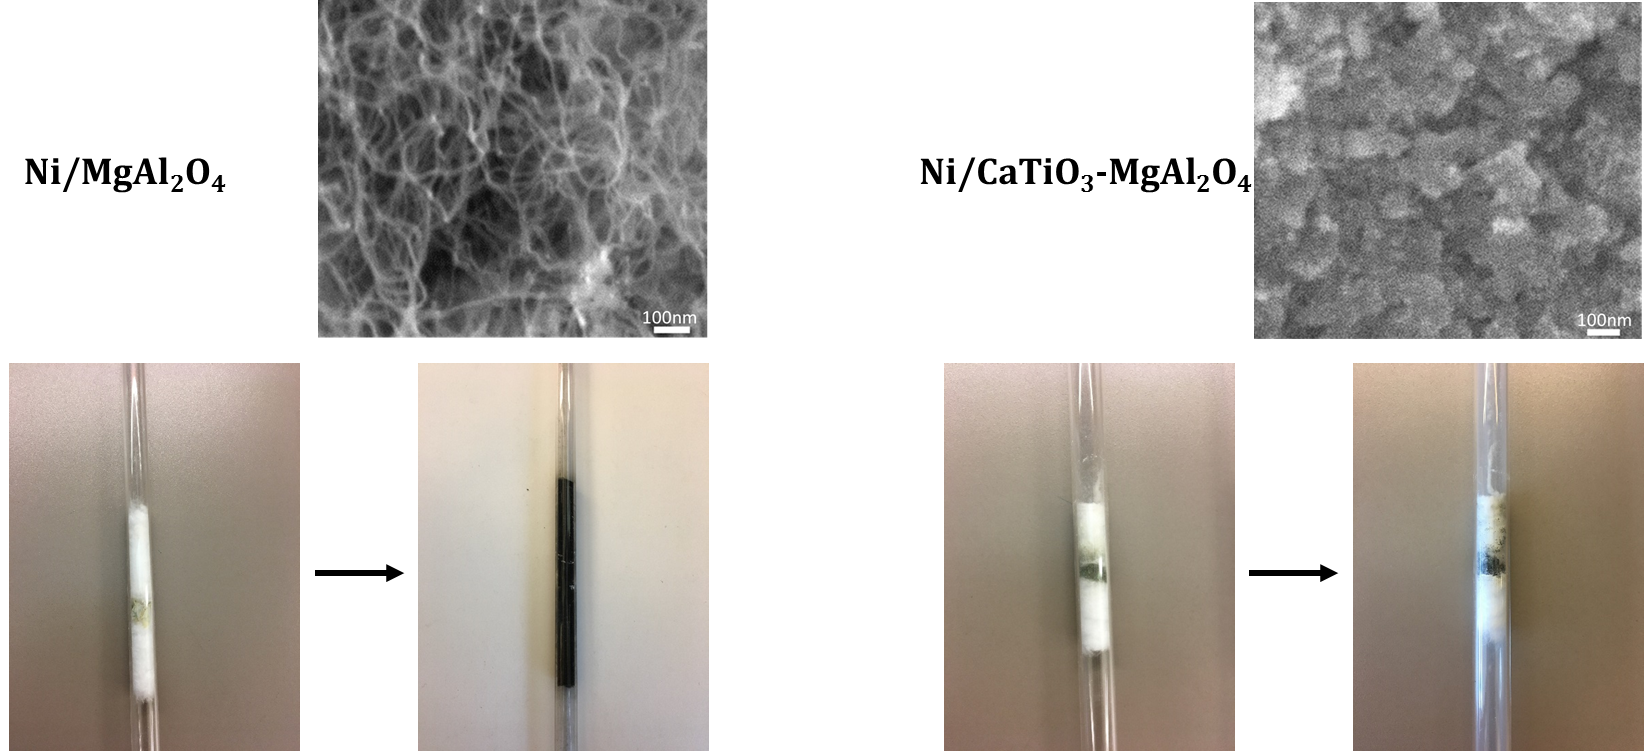 Ni/MgAl₂O₄
100nm
Ni/CaTiO₃-MgAl₂O₄
100nm